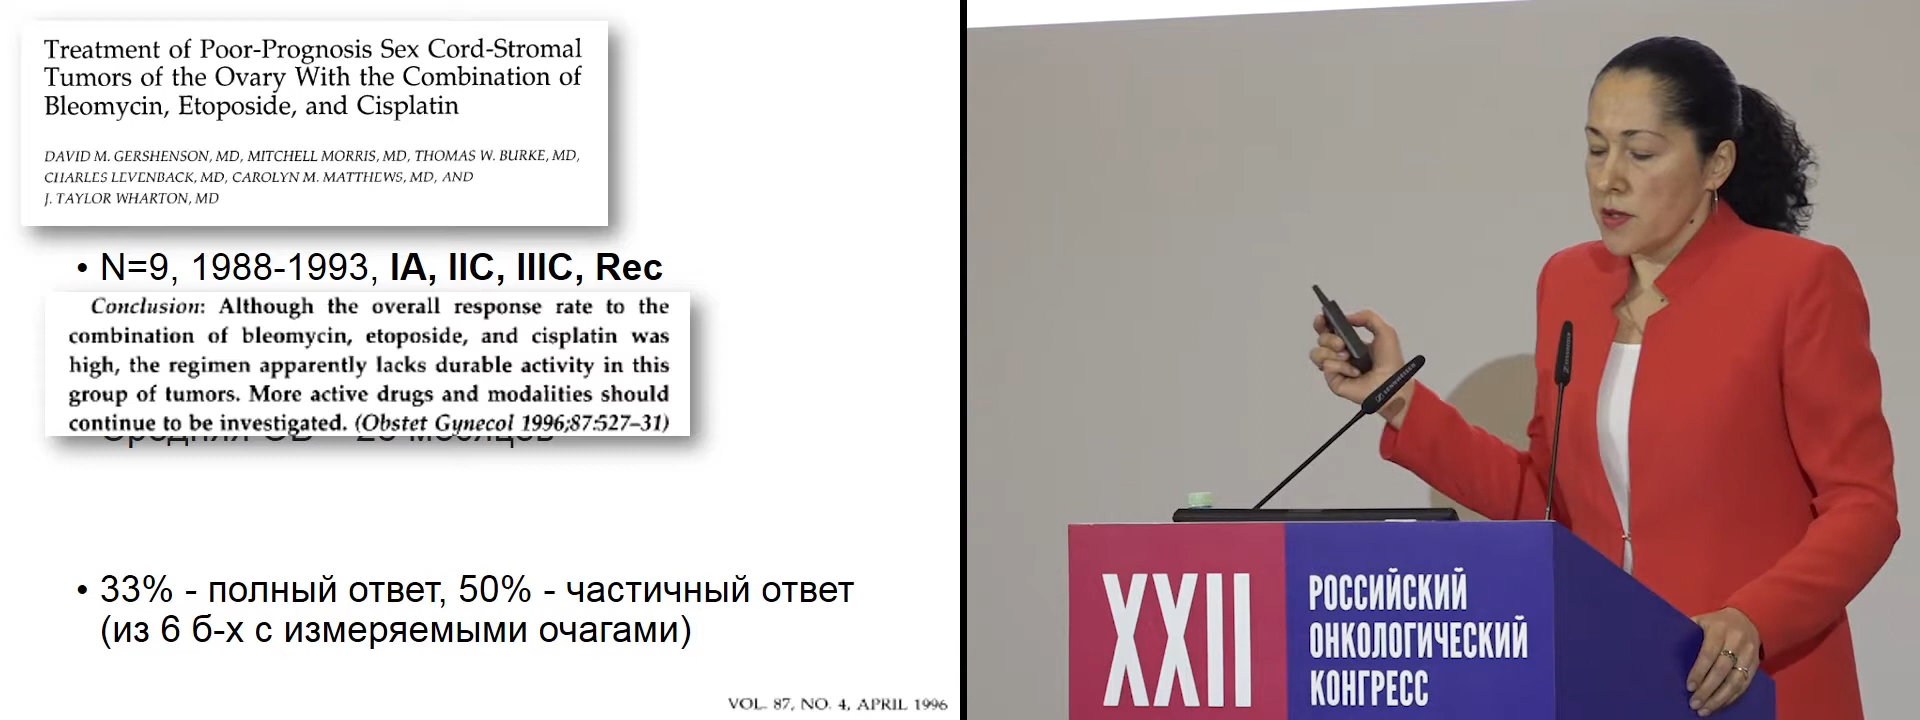 Treatment of Poor-Prognosis Sex Cord-Stromal
Tumors of the Ovary With the Combination of
Bleomycin, Etoposide, and Cisplatin
DAVID M. GERSHENSON, MD, MITCHELL MORRIS, MD, THOMAS W. BURKE, MD,
CHARLES LEVENBACK, MD, CAROLYN M. MATTHEWS, MD, AND
J. TAYLOR WHARTON, MD
• N=9, 1988-1993, IA, IIC, IIIC, Rec
Conclusion: Although the overall response rate to the
combination of bleomycin, etoposide, and cisplatin was
high, the regimen apparently lacks durable activity in this
group of tumors. More active drugs and modalities should
continue to be investigated. (Obstet Gynecol 1996;87:527–31)
• 33% - полный ответ, 50% - частичный ответ
(из 6 б-х с измеряемыми очагами)
VOL. 87, NO. 4, APRIL 1996
SENNHEISER
XXII
РОССИЙСКИЙ
ОНКОЛОГИЧЕСКИЙ
КОНГРЕСС